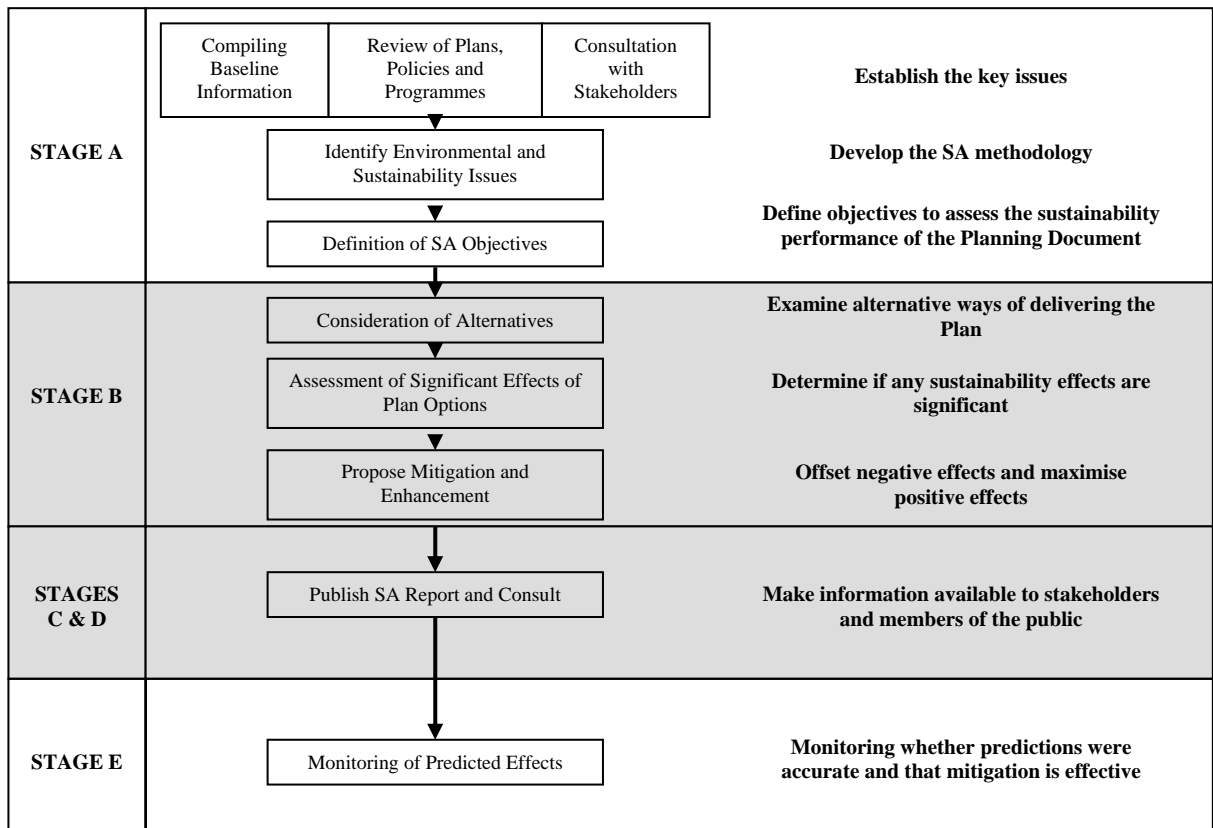 Compiling
Baseline
Information
Review of Plans,
Policies and
Programmes
Consultation
with
Stakeholders
Establish the key issues
STAGE A
Identify Environmental and
Sustainability Issues
Develop the SA methodology
Definition of SA Objectives
Define objectives to assess the sustainability
performance of the Planning Document
Consideration of Alternatives
Examine alternative ways of delivering the
Plan
STAGE B
Assessment of Significant Effects of
Plan Options
Determine if any sustainability effects are
significant
Propose Mitigation and
Enhancement
Offset negative effects and maximise
positive effects
STAGES
C & D
Publish SA Report and Consult
Make information available to stakeholders
and members of the public
STAGE E
Monitoring of Predicted Effects
Monitoring whether predictions were
accurate and that mitigation is effective